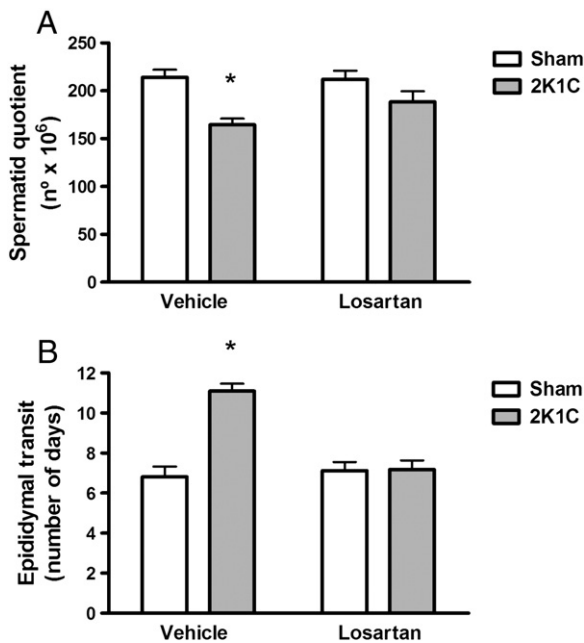 A
Spermatid quotient
(nº x 10⁶)
250
200
150
100
50
0
*
Vehicle
Losartan
Sham
2K1C
B
Epididymal transit
(number of days)
12
10
8
6
4
2
0
*
Vehicle
Losartan
Sham
2K1C